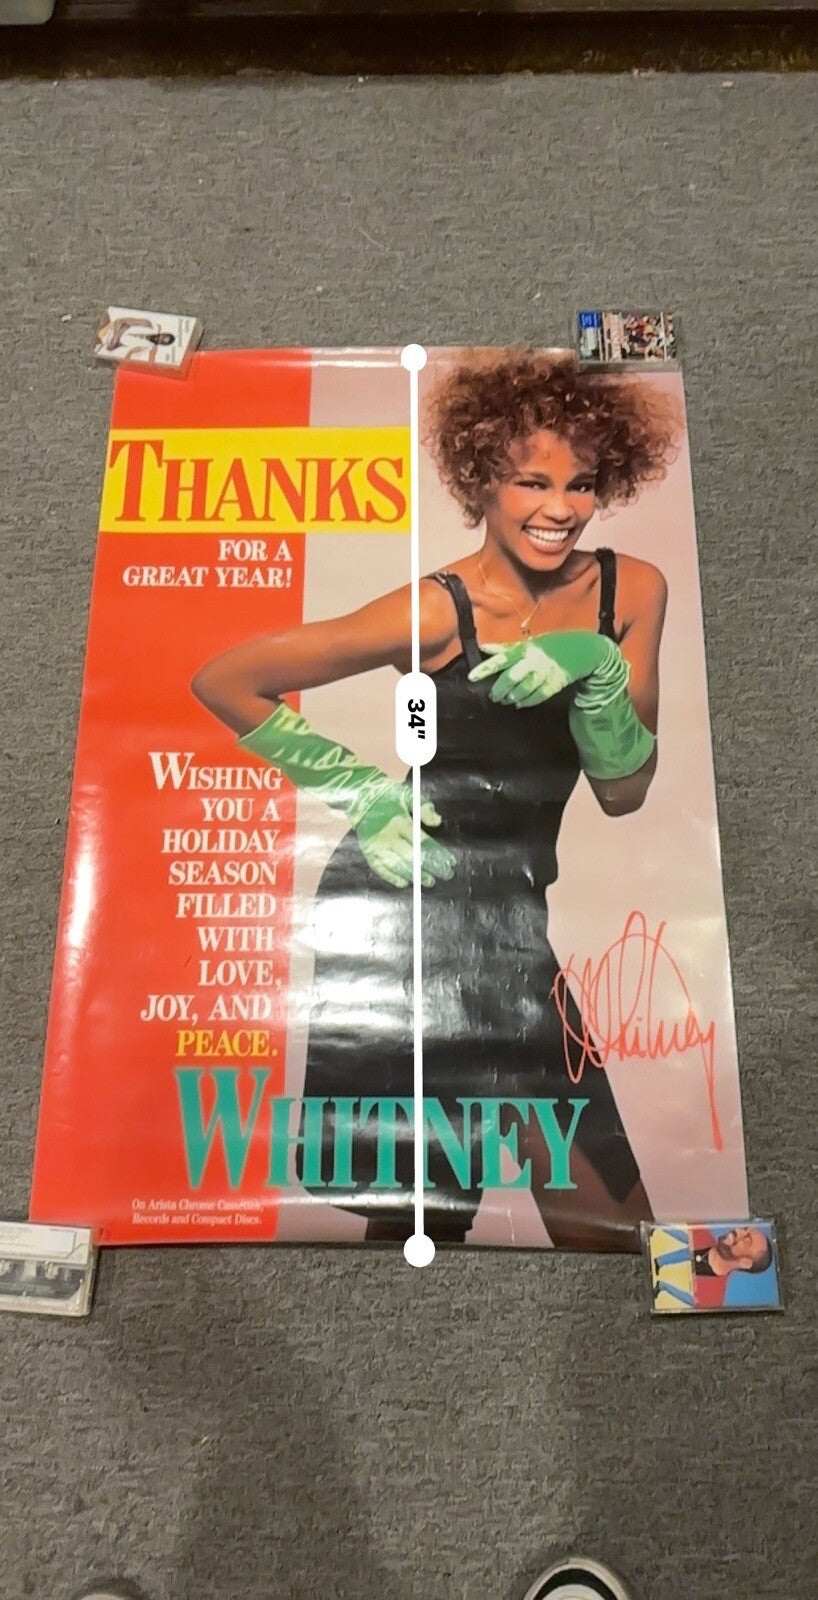 THANKS
FOR A
GREAT YEAR!
34"
WISHING
YOU A
HOLIDAY
SEASON
FILLED
WITH
LOVE,
JOY, AND
PEACE.
Whitney
WHITNEY
On Arista Chrome Cassettes,
Records and Compact Discs.